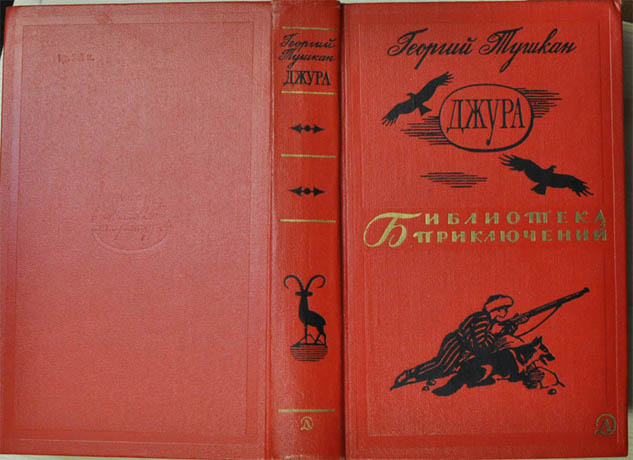 Георгий
Тушкан
ДЖУРА
Георгий Тушкан
ДЖУРА
БИБЛИОТЕКА
ПРИКЛЮЧЕНИЙ